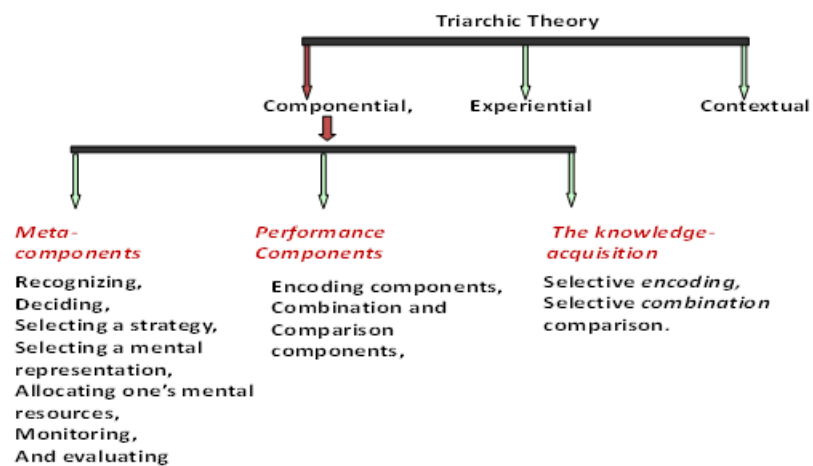 Triarchic Theory
Componential,
Experiential
Contextual
Meta-
components
Recognizing,
Deciding,
Selecting a strategy,
Selecting a mental
representation,
Allocating one's mental
resources,
Monitoring,
And evaluating
Performance
Components
Encoding components,
Combination and
Comparison
components,
The knowledge-
acquisition
Selective encoding,
Selective combination
comparison.